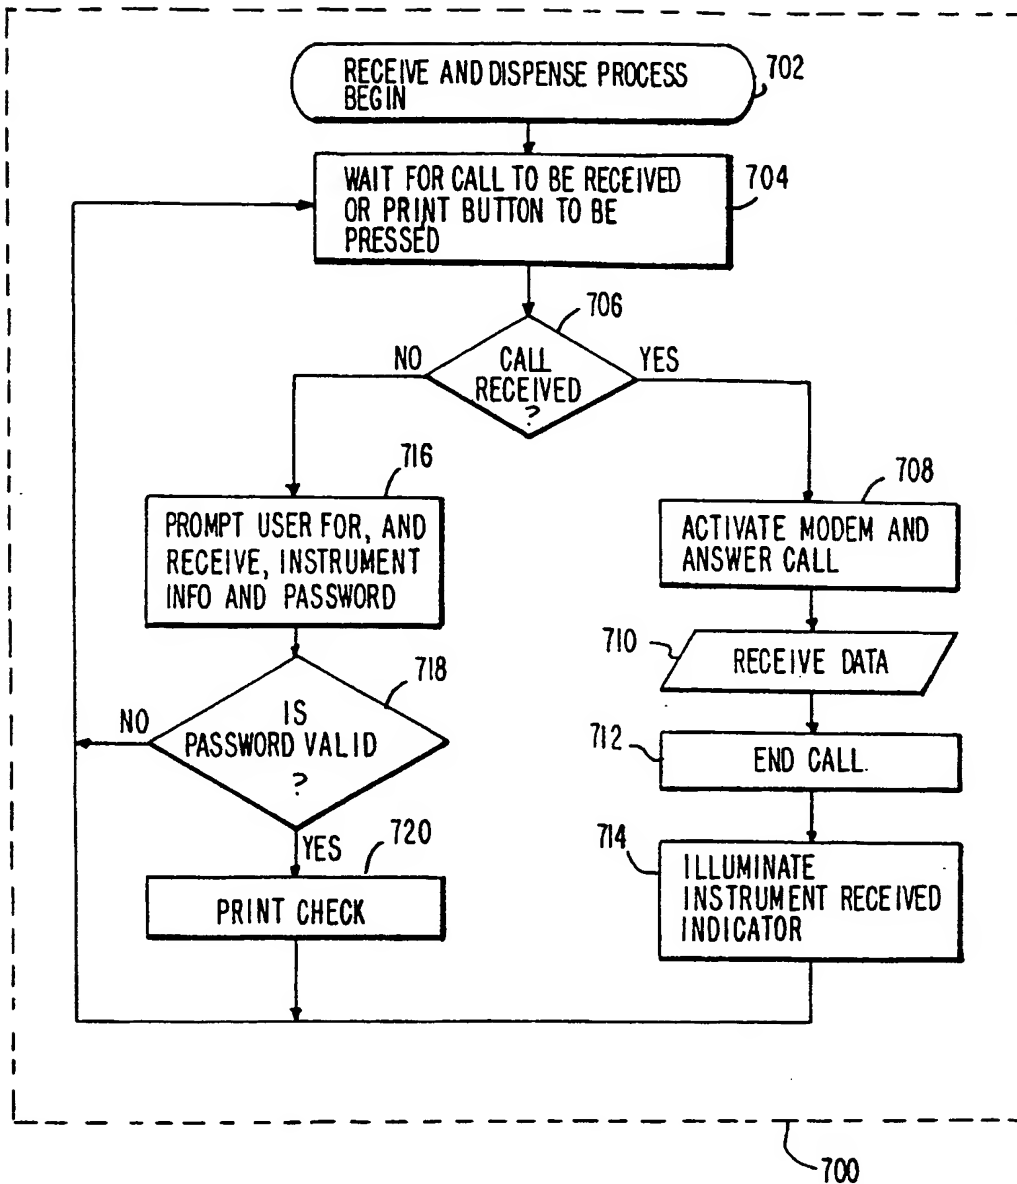 RECEIVE AND DISPENSE PROCESS
BEGIN
702
WAIT FOR CALL TO BE RECEIVED
OR PRINT BUTTON TO BE
PRESSED
704
706
CALL
RECEIVED
?
NO
YES
716
PROMPT USER FOR, AND
RECEIVE, INSTRUMENT
INFO AND PASSWORD
708
ACTIVATE MODEM AND
ANSWER CALL
710
RECEIVE DATA
718
IS
PASSWORD VALID
?
NO
YES
712
END CALL.
720
PRINT CHECK
714
ILLUMINATE
INSTRUMENT RECEIVED
INDICATOR
700